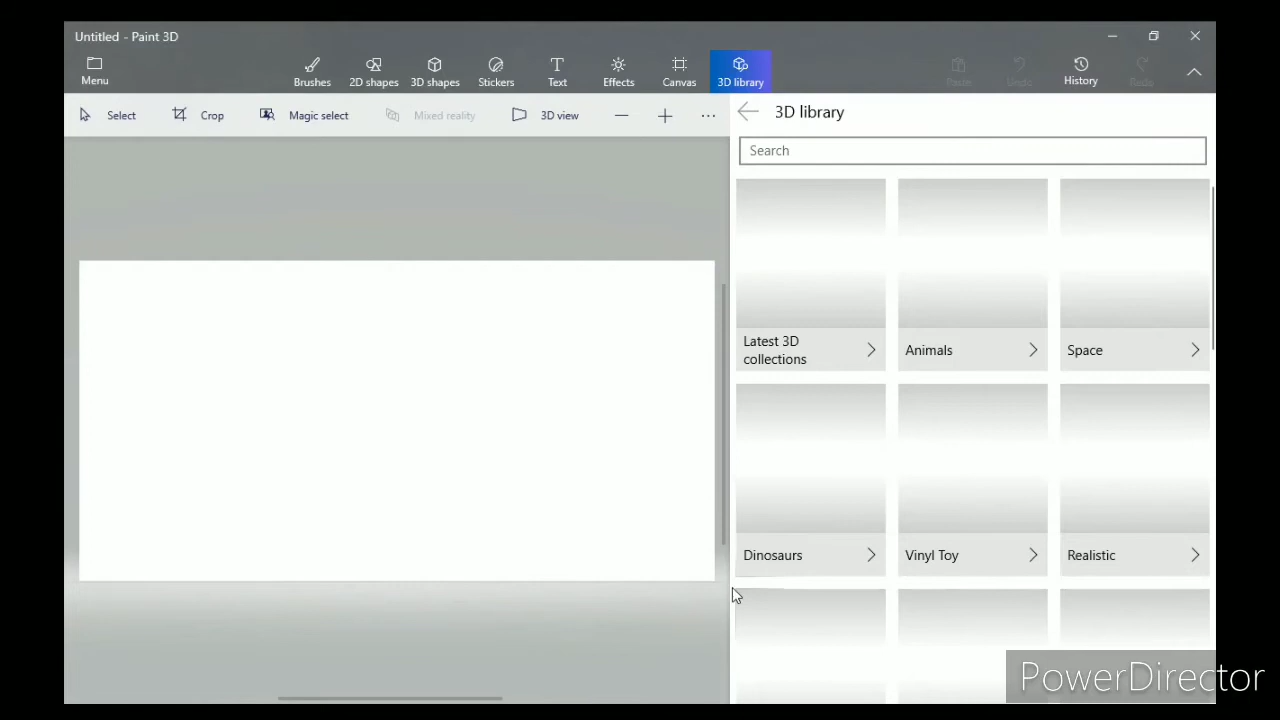 Untitled - Paint 3D
Menu
Brushes
2D shapes
3D shapes
Stickers
Text
Effects
Canvas
3D library
Paste
Undo
History
Redo
Select
Crop
Magic select
Mixed reality
3D view
3D library
Search
Latest 3D
collections
Animals
Space
Dinosaurs
Vinyl Toy
Realistic
PowerDirector